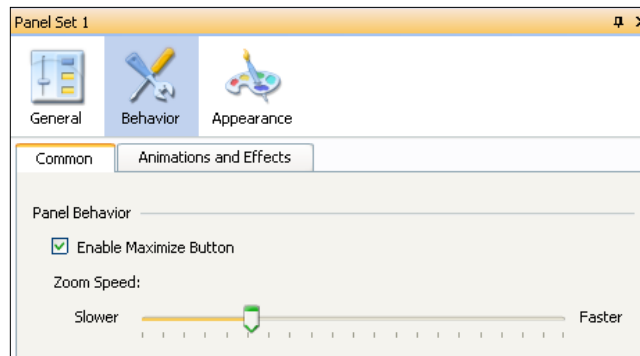 Panel Set 1
General Behavior Appearance
Common Animations and Effects
Panel Behavior
Enable Maximize Button
Zoom Speed:
Slower Faster